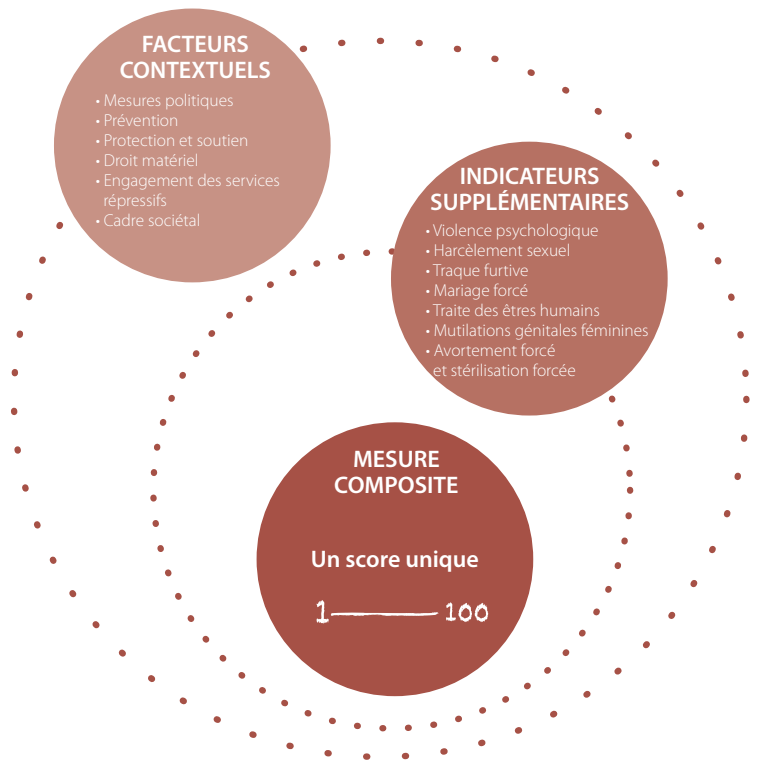 FACTEURS
CONTEXTUELS
• Mesures politiques
• Prévention
• Protection et soutien
• Droit matériel
• Engagement des services
répressifs
• Cadre sociétal
INDICATEURS
SUPPLÉMENTAIRES
• Violence psychologique
• Harcèlement sexuel
• Traque furtive
• Mariage forcé
• Traite des êtres humains
• Mutilations génitales féminines
• Avortement forcé
et stérilisation forcée
MESURE
COMPOSITE
Un score unique
1 100